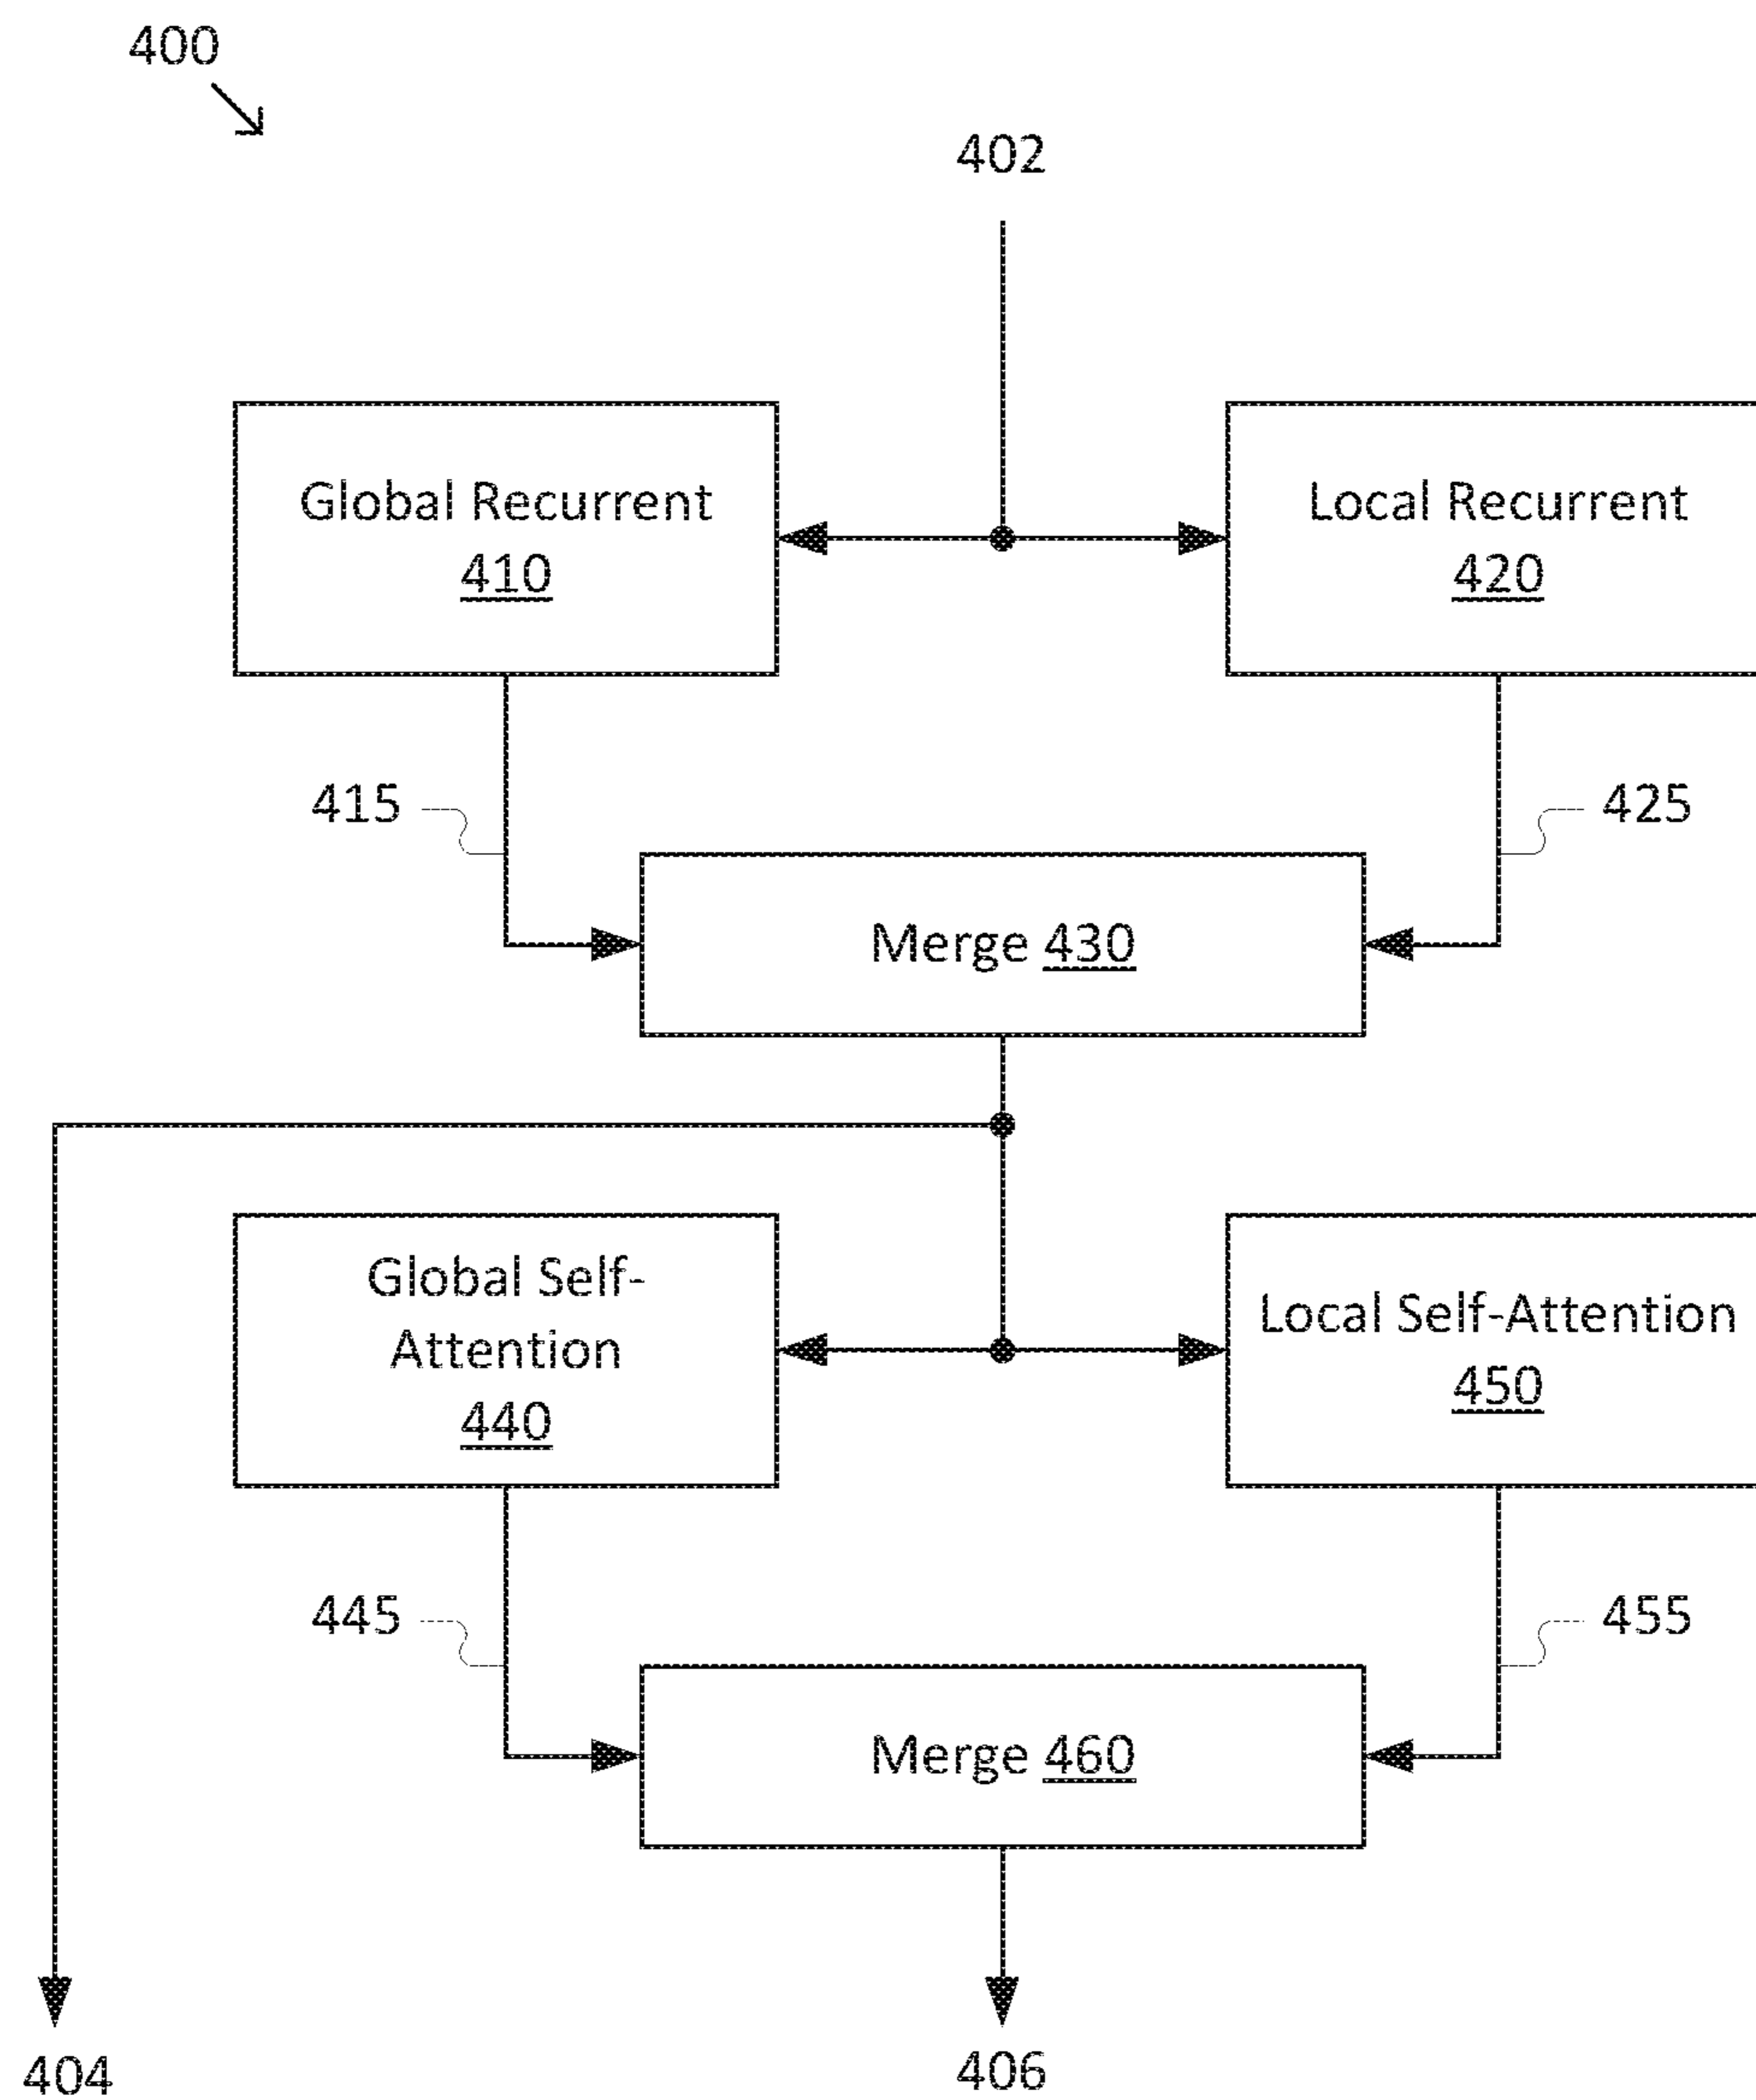 400
402
Global Recurrent
410
Local Recurrent
420
415
425
Merge 430
Global Self-
Attention
440
Local Self-Attention
450
445
455
Merge 460
404
406